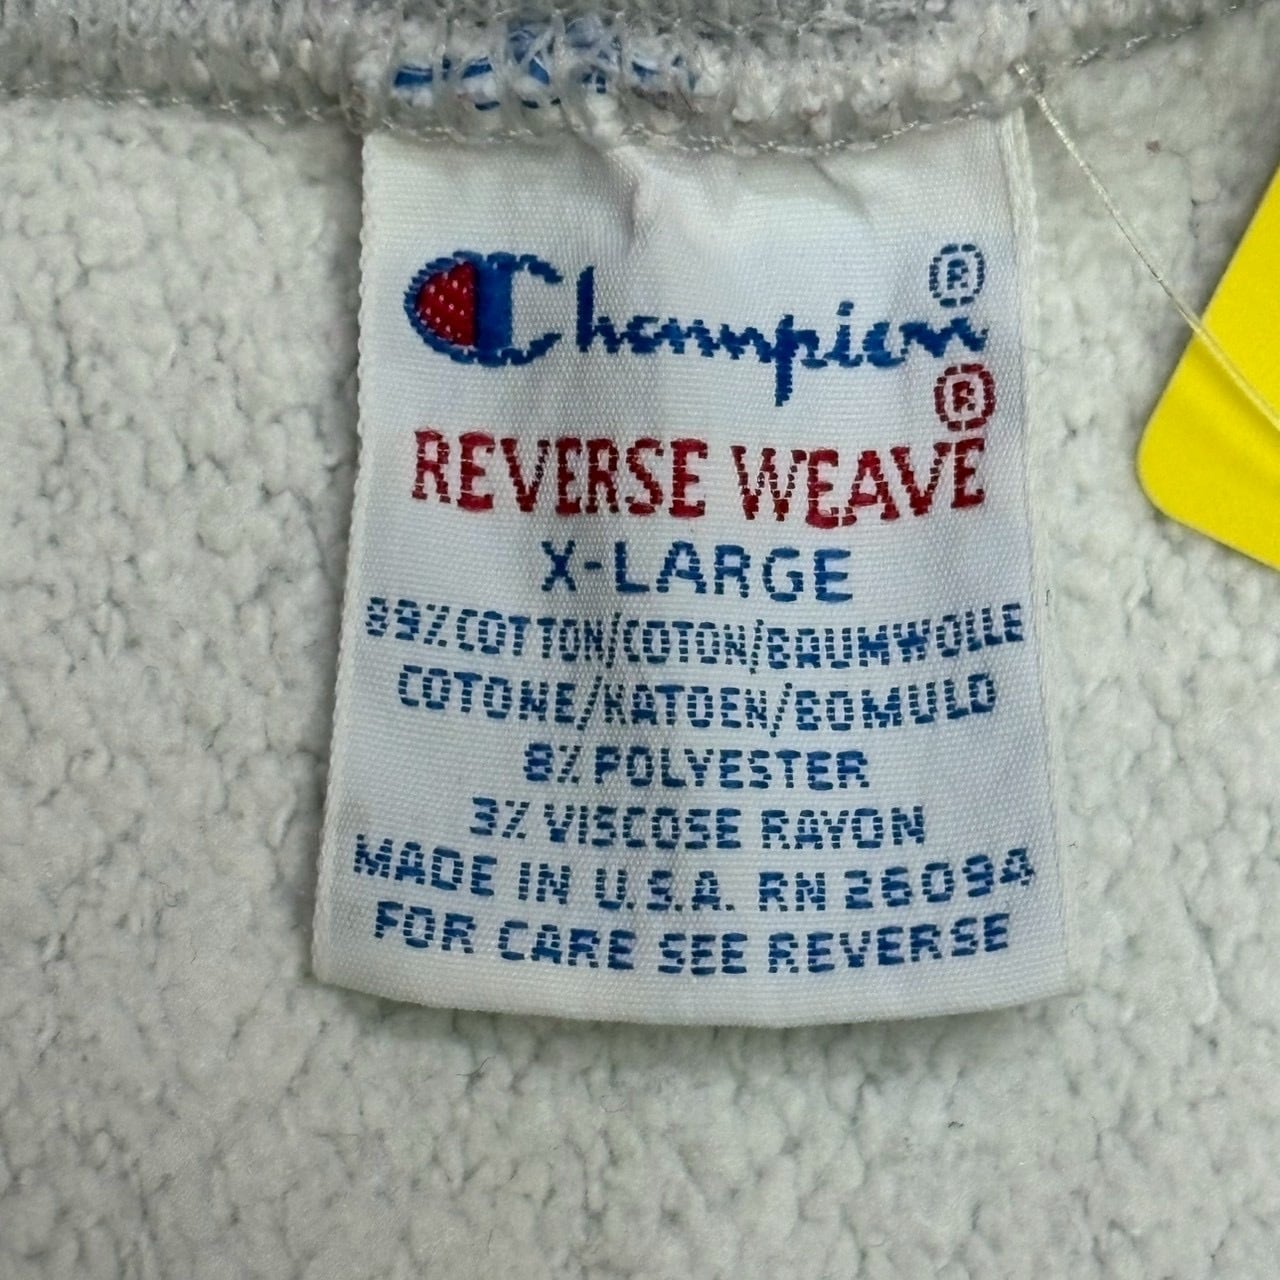 Champion®
REVERSE WEAVE®
X-LARGE
89% COTTON/COTON/BAUMWOLLE
COTONE/KATOEN/BOMULD
8% POLYESTER
3% VISCOSE RAYON
MADE IN U.S.A. RN 26094
FOR CARE SEE REVERSE